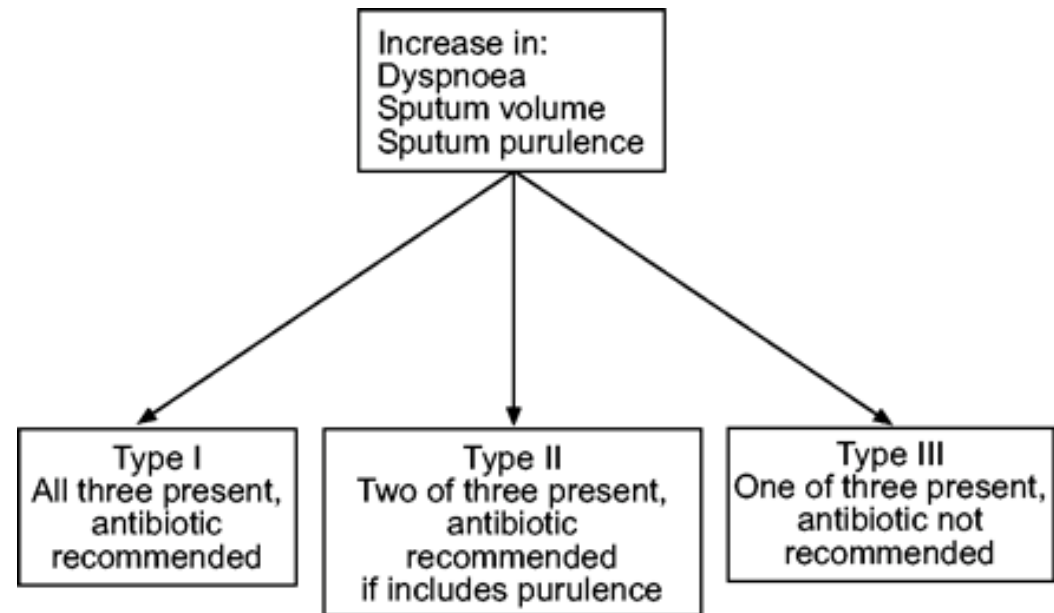 Increase in:
Dyspnoea
Sputum volume
Sputum purulence
Type I
All three present,
antibiotic
recommended
Type II
Two of three present,
antibiotic
recommended
if includes purulence
Type III
One of three present,
antibiotic not
recommended